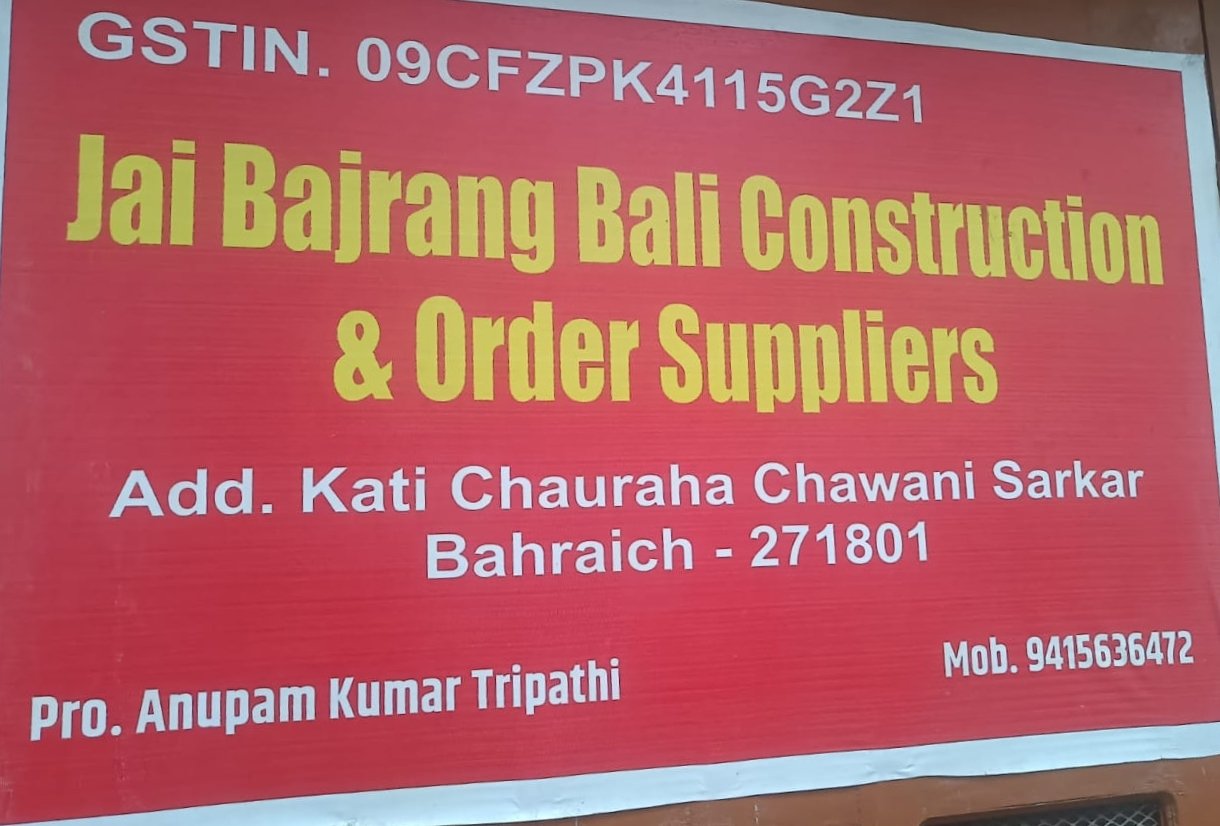 GSTIN. 09CFZPK4115G2Z1
Jai Bajrang Bali Construction
& Order Suppliers
Add. Kati Chauraha Chawani Sarkar
Bahraich - 271801
Pro. Anupam Kumar Tripathi
Mob. 9415636472